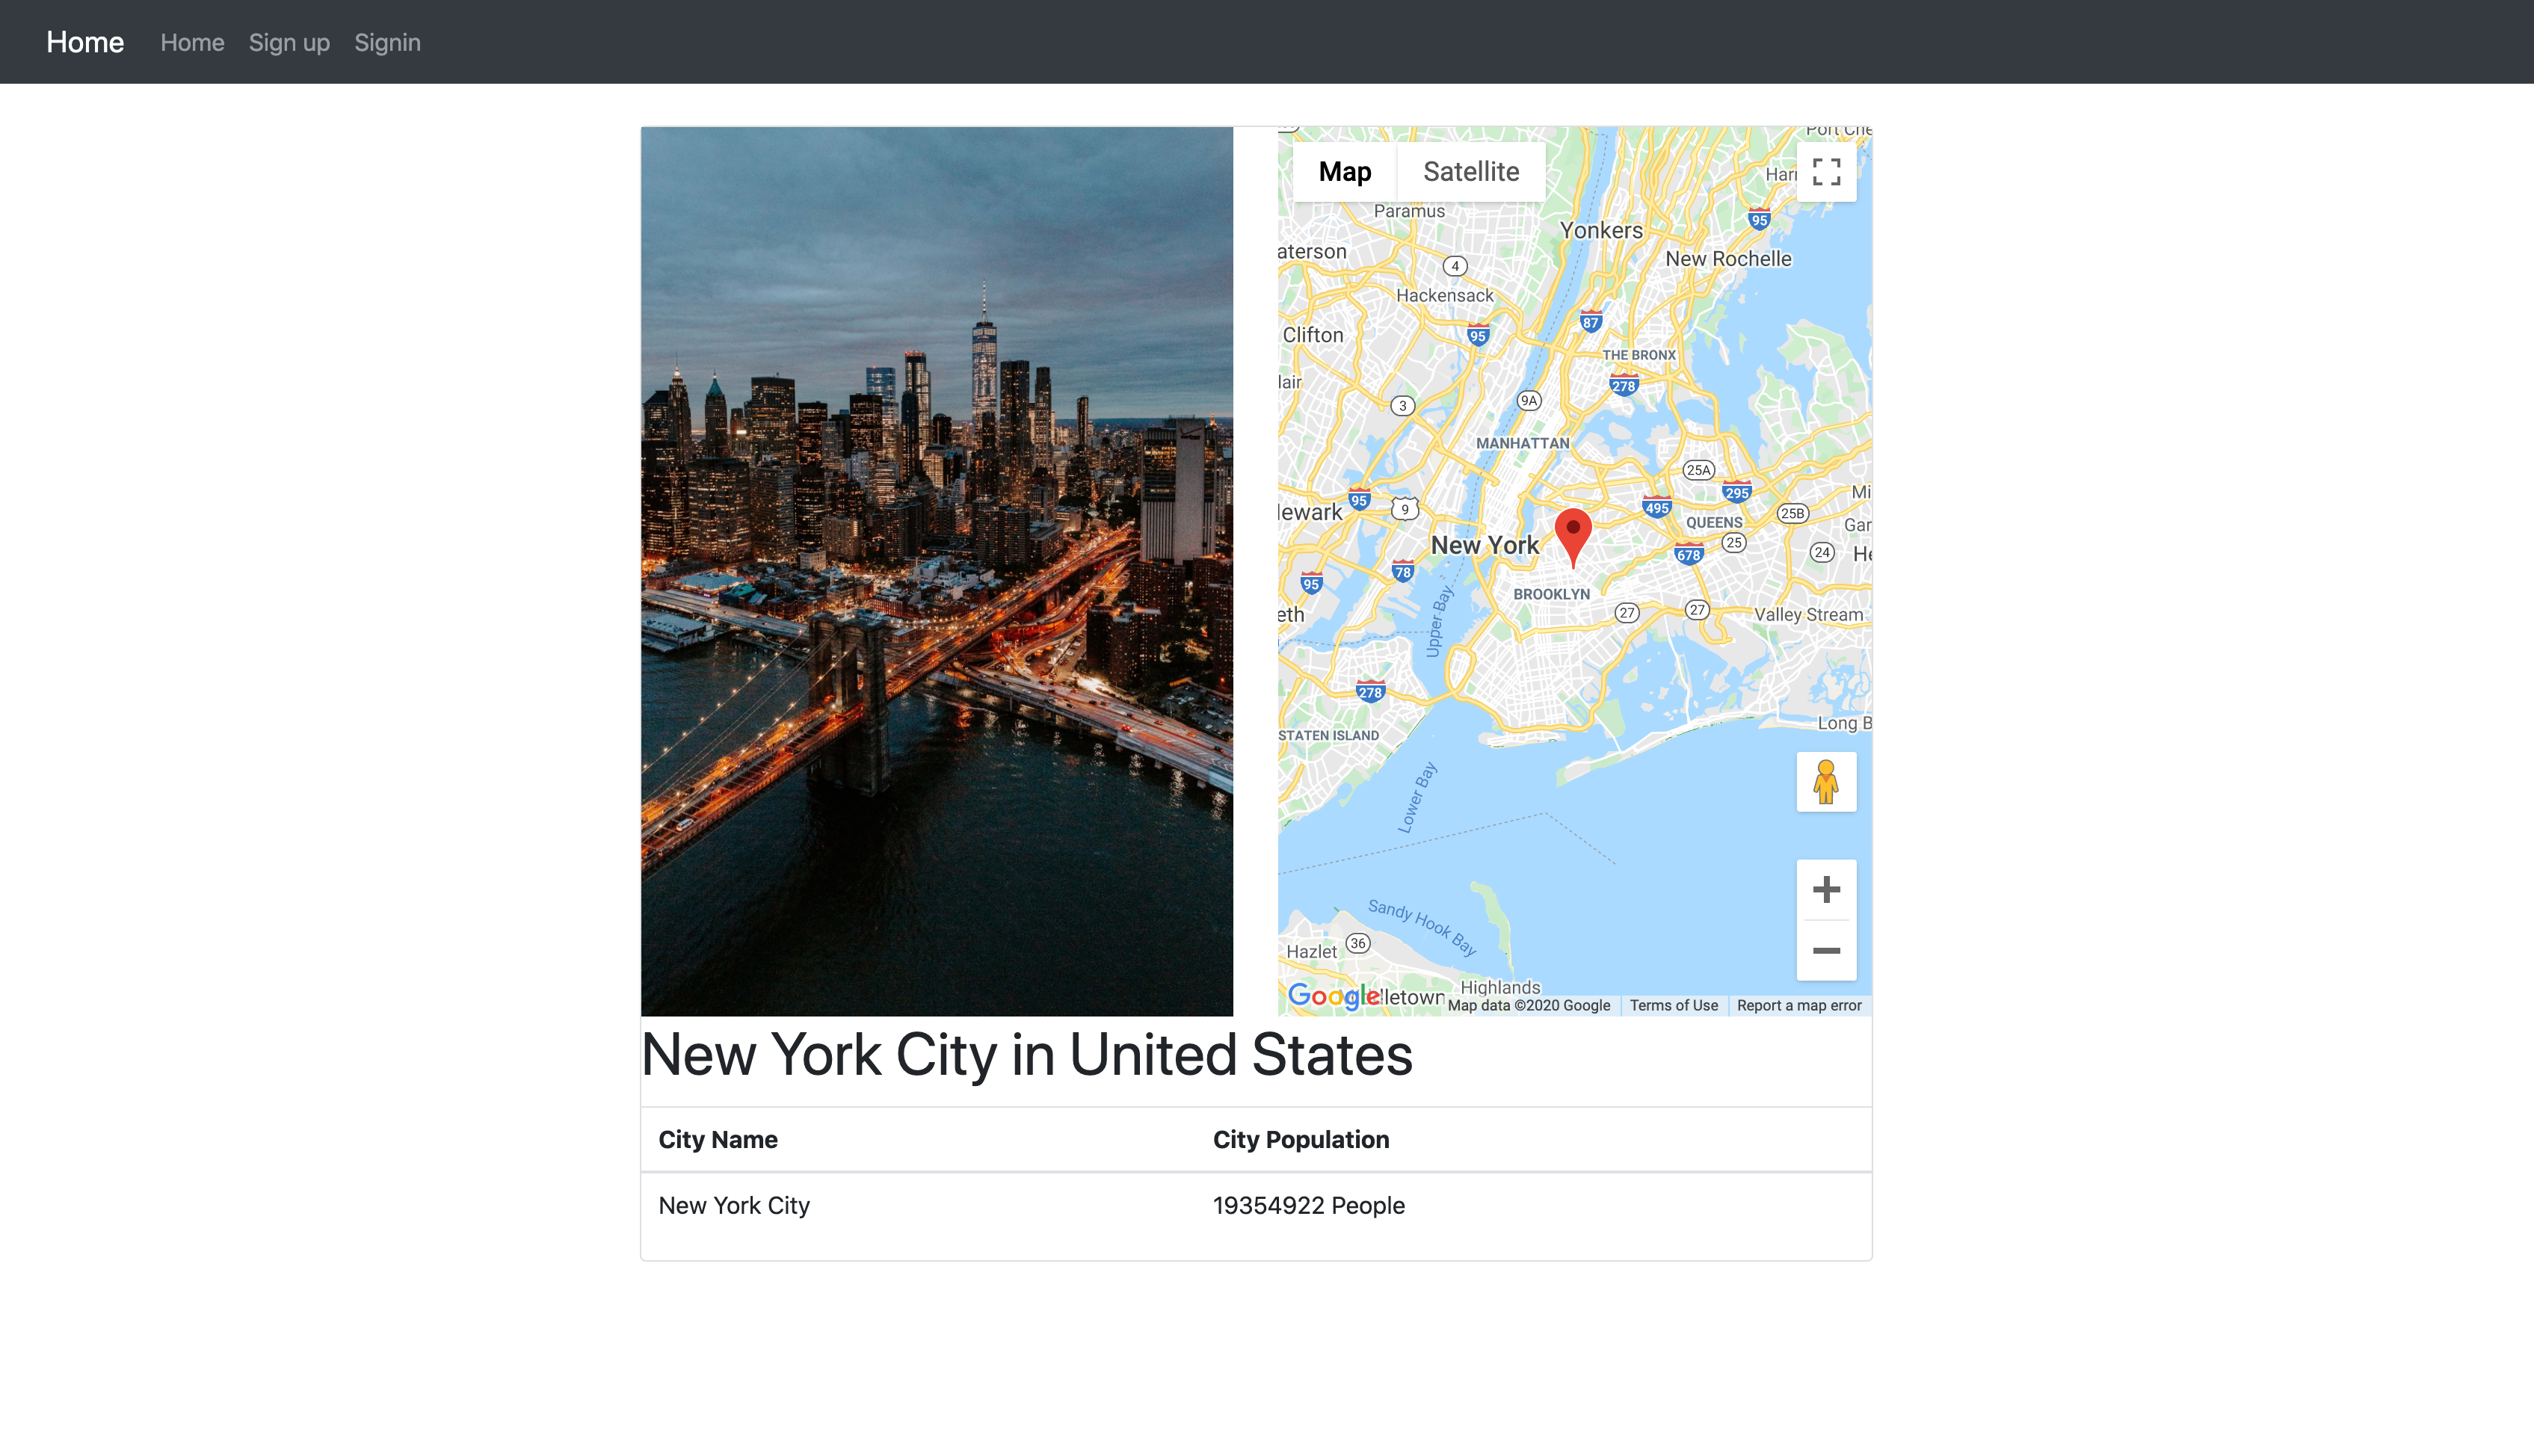 Home Home Sign up Signin
Port Che
Map Satellite
Harr
95
Paramus
Yonkers
aterson
New Rochelle
4
Hackensack
87
95
Clifton
THE BRONX
lair
278
9A
3
MANHATTAN
25A
295
Mi
95
495
9
lewark
25B
QUEENS
Gar
New York
25
678
24
He
78
95
BROOKLYN
27
27
eth
Valley Stream
Upper Bay
278
Long B
STATEN ISLAND
Lower Bay
Sandy Hook Bay
36
Hazlet
Highlands
Google
lletown
Map data ©2020 Google Terms of Use Report a map error
New York City in United States
City Name City Population
New York City 19354922 People